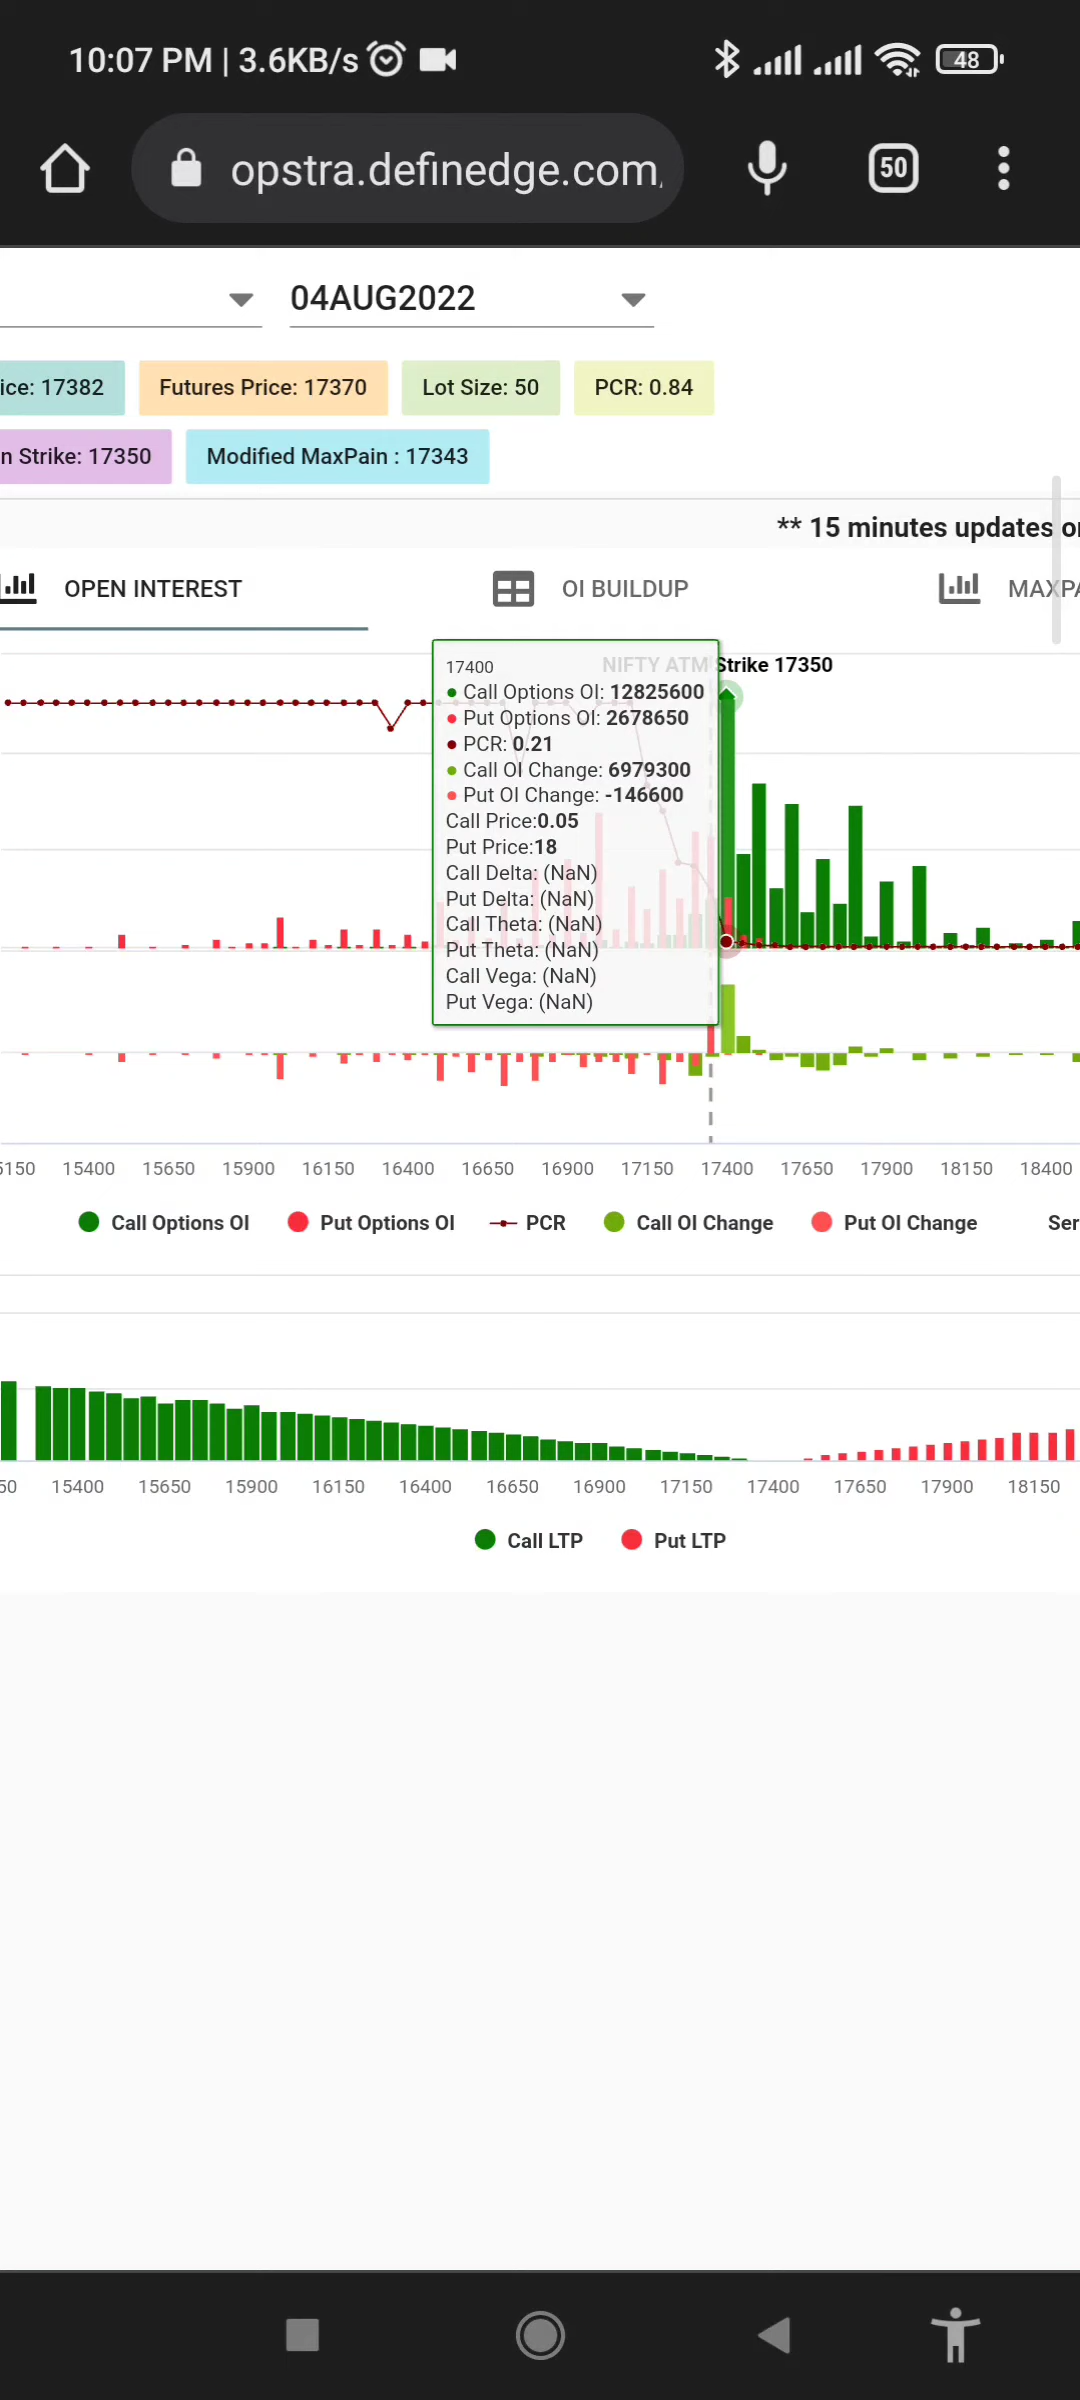 10:07 PM | 3.6KB/s 48
opstra.definedge.com/ 50
04AUG2022
ice: 17382 Futures Price: 17370 Lot Size: 50 PCR: 0.84
n Strike: 17350 Modified MaxPain : 17343
** 15 minutes updates
OPEN INTEREST OI BUILDUP MAXPA
NIFTY ATM Strike 17350
17400
Call Options OI: 12825600
Put Options OI: 2678650
PCR: 0.21
Call OI Change: 6979300
Put OI Change: -146600
Call Price:0.05
Put Price:18
Call Delta: (NaN)
Put Delta: (NaN)
Call Theta: (NaN)
Put Theta: (NaN)
Call Vega: (NaN)
Put Vega: (NaN)
5150 15400 15650 15900 16150 16400 16650 16900 17150 17400 17650 17900 18150 18400
Call Options OI Put Options OI PCR Call OI Change Put OI Change Ser
50 15400 15650 15900 16150 16400 16650 16900 17150 17400 17650 17900 18150
Call LTP Put LTP